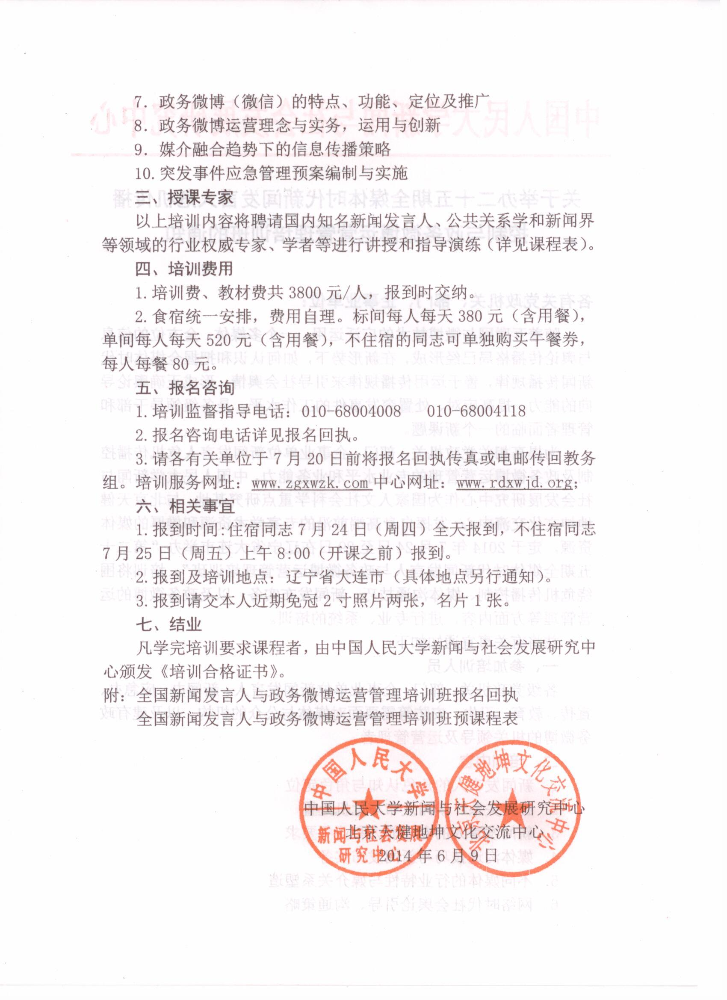 7. 政务微博（微信）的特点、功能、定位及推广
8. 政务微博运营理念与实务，运用与创新
9. 媒介融合趋势下的信息传播策略
10. 突发事件应急管理预案编制与实施
三、授课专家
以上培训内容将聘请国内知名新闻发言人、公共关系学和新闻界
等领域的行业权威专家、学者等进行讲授和指导演练（详见课程表）。
四、培训费用
1. 培训费、教材费共 3800 元/人，报到时交纳。
2. 食宿统一安排，费用自理。标间每人每天 380 元（含用餐），
单间每人每天 520 元（含用餐），不住宿的同志可单独购买午餐券，
每人每餐 80 元。
五、报名咨询
1. 培训监督指导电话：010-68004008 010-68004118
2. 报名咨询电话详见报名回执。
3. 请各有关单位于 7 月 20 日前将报名回执传真或电邮传回教务
组。培训服务网址：www.zgxwzk.com 中心网址：www.rdxwjd.org；
六、相关事宜
1. 报到时间:住宿同志 7 月 24 日（周四）全天报到，不住宿同志
7 月 25 日（周五）上午 8:00（开课之前）报到。
2. 报到及培训地点：辽宁省大连市（具体地点另行通知）。
3. 报到请交本人近期免冠 2 寸照片两张，名片 1 张。
七、结业
凡学完培训要求课程者，由中国人民大学新闻与社会发展研究中
心颁发《培训合格证书》。
附：全国新闻发言人与政务微博运营管理培训班报名回执
全国新闻发言人与政务微博运营管理培训班预课程表
中国人民大学
新闻与社会发展
研究中心
北京天健地坤文化交流中心
中国人民大学新闻与社会发展研究中心
北京天健地坤文化交流中心
2014 年 6 月 9 日